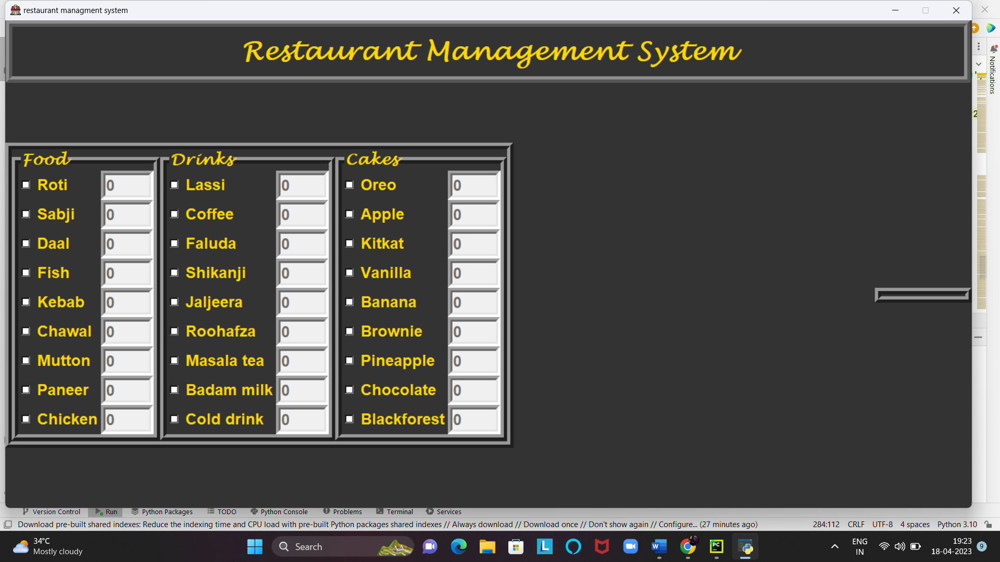 restaurant managment system
Restaurant Management System
Food
Roti 0
Sabji 0
Daal 0
Fish 0
Kebab 0
Chawal 0
Mutton 0
Paneer 0
Chicken 0
Drinks
Lassi 0
Coffee 0
Faluda 0
Shikanji 0
Jaljeera 0
Roohafza 0
Masala tea 0
Badam milk 0
Cold drink 0
Cakes
Oreo 0
Apple 0
Kitkat 0
Vanilla 0
Banana 0
Brownie 0
Pineapple 0
Chocolate 0
Blackforest 0
Notifications
2
Version Control Run Python Packages TODO Python Console Problems Terminal Services
Download pre-built shared indexes: Reduce the indexing time and CPU load with pre-built Python packages shared indexes // Always download // Download once // Don't show again // Configure... (27 minutes ago) 284:112 CRLF UTF-8 4 spaces Python 3.10
34°C
Mostly cloudy
Search
L
W
PC
ENG
IN
19:23
18-04-2023
9